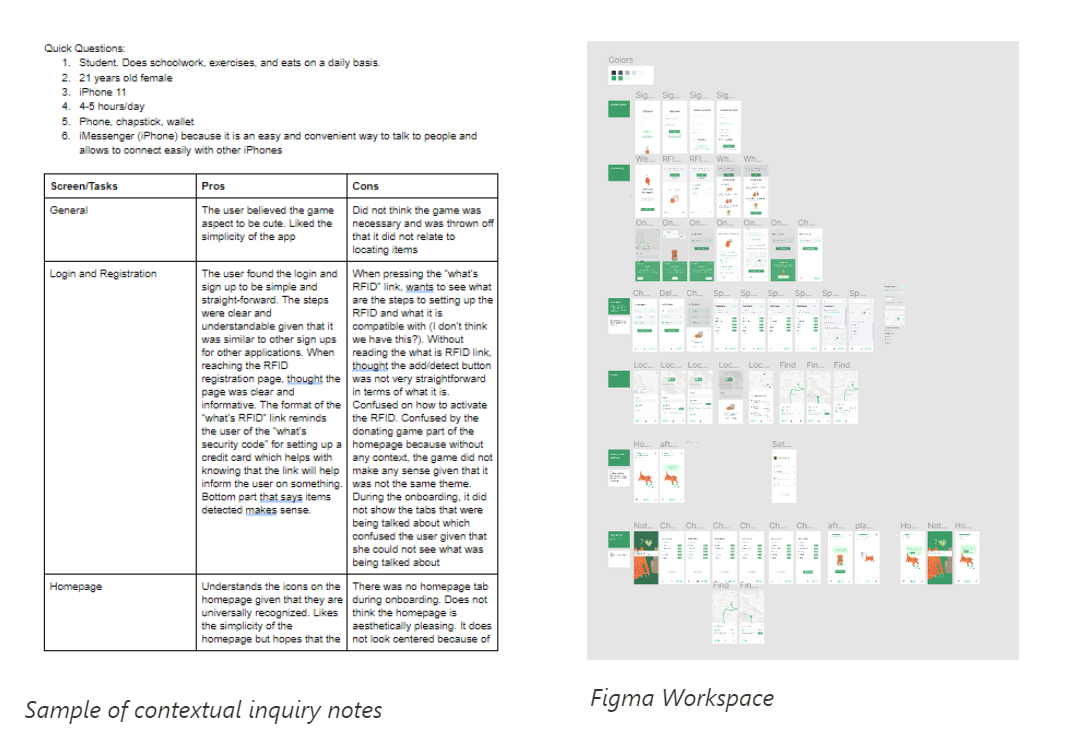 Quick Questions:
1. Student. Does schoolwork, exercises, and eats on a daily basis.
2. 21 years old female
3. iPhone 11
4. 4-5 hours/day
5. Phone, chapstick, wallet
6. iMessenger (iPhone) because it is an easy and convenient way to talk to people and
allows to connect easily with other iPhones
Screen/Tasks
Pros
Cons
General
The user believed the game
aspect to be cute. Liked the
simplicity of the app
Did not think the game was
necessary and was thrown off
that it did not relate to
locating items
Login and Registration
The user found the login and
sign up to be simple and
straight-forward. The steps
were clear and
understandable given that it
was similar to other sign ups
for other applications. When
reaching the RFID
registration page, thought the
page was clear and
informative. The format of the
"what's RFID" link reminds
the user of the "what's
security code" for setting up a
credit card which helps with
knowing that the link will help
inform the user on something.
Bottom part that says items
detected makes sense.
When pressing the "what's
RFID" link, wants to see what
are the steps to setting up the
RFID and what it is
compatible with (I don't think
we have this?). Without
reading the what is RFID link,
thought the add/detect button
was not very straightforward
in terms of what it is.
Confused on how to activate
the RFID. Confused by the
donating game part of the
homepage because without
any context, the game did not
make any sense given that it
was not the same theme.
During the onboarding, it did
not show the tabs that were
being talked about which
confused the user given that
she could not see what was
being talked about
Homepage
Understands the icons on the
homepage given that they are
universally recognized. Likes
the simplicity of the
homepage but hopes that the
There was no homepage tab
during onboarding. Does not
think the homepage is
aesthetically pleasing. It does
not look centered because of
Sample of contextual inquiry notes
Colors
Sig... Sig... Sig... Sig...
We... RFI... RFI... Wh... Wh...
On... On... On... On... On... On... Ch...
Ch... Del... Ch... Sp... Sp... Sp... Sp... Sp... Sp...
Loc... Loc... Loc... Loc... Loc... Find Fin... Find
Ho... aft... Set...
Not... Ch... Ch... Ch... Ch... Ch... Ch... aft... pla... Ho... Not... Ho...
Find Fin...
Figma Workspace